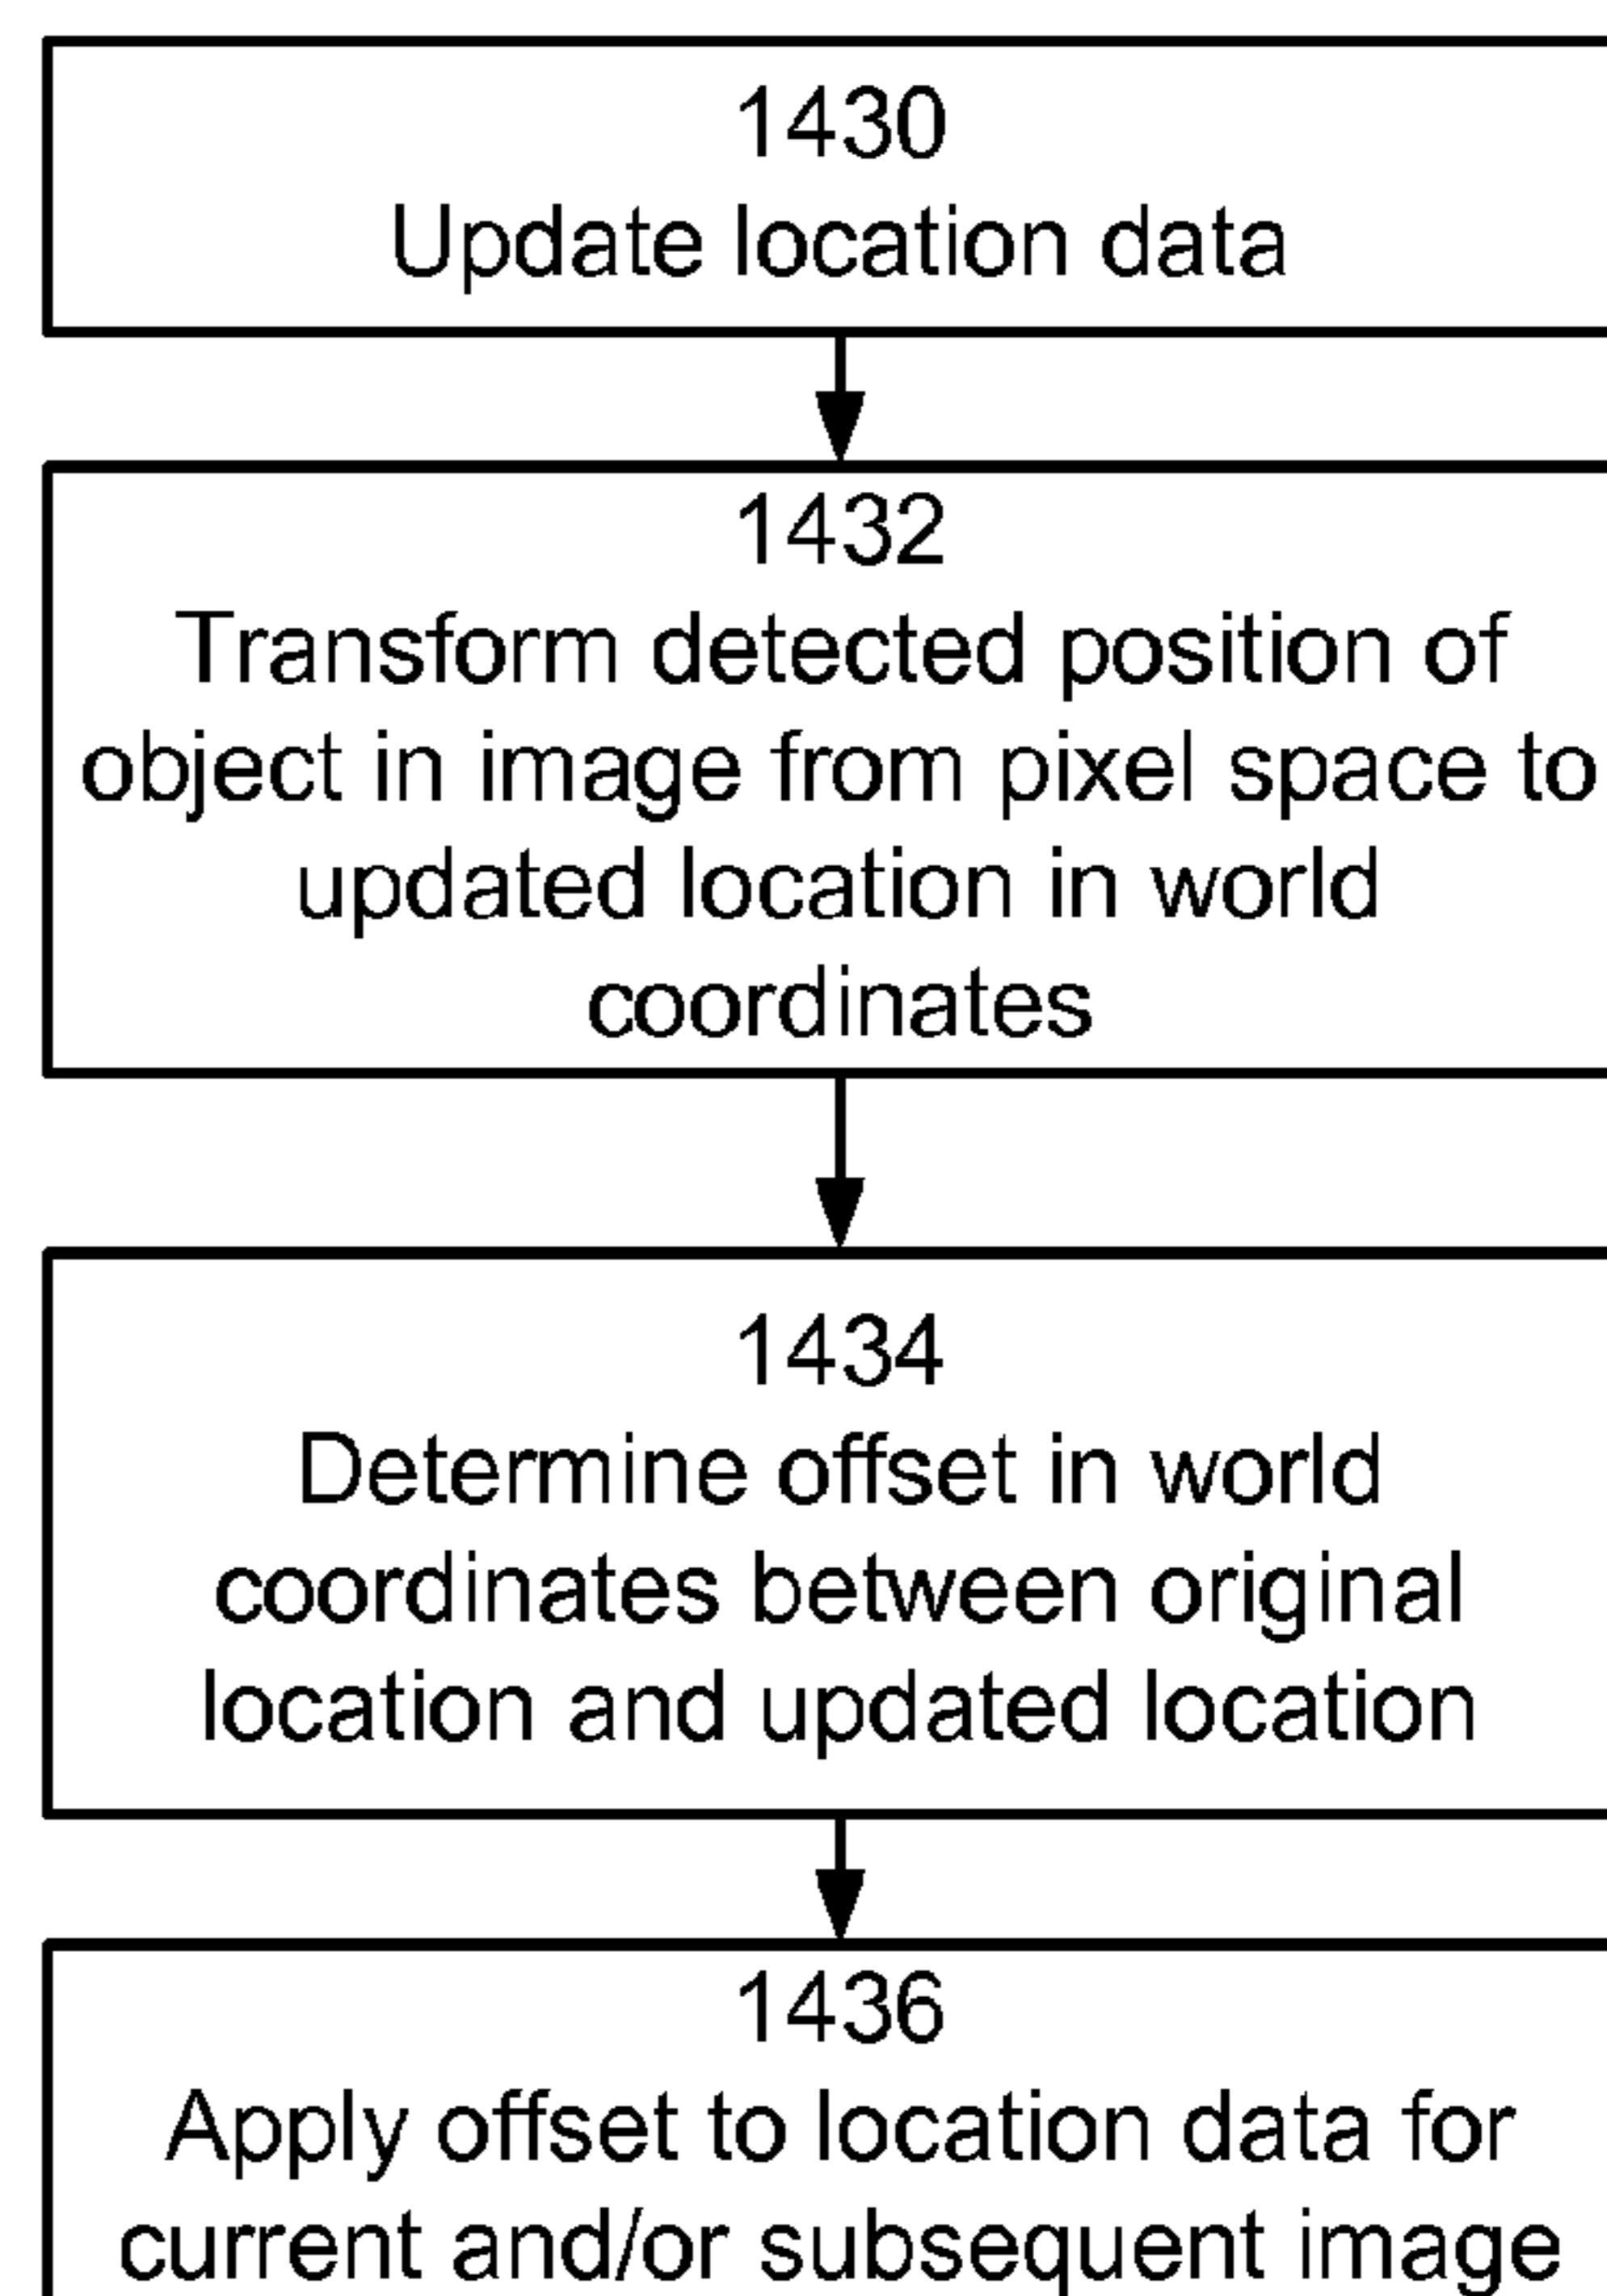 1430
Update location data
1432
Transform detected position of
object in image from pixel space to
updated location in world
coordinates
1434
Determine offset in world
coordinates between original
location and updated location
1436
Apply offset to location data for
current and/or subsequent image